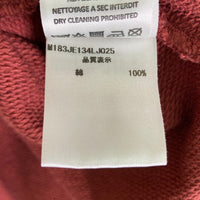 NETTOYAGE A SEC INTERDIT
DRY CLEANING PROHIBITED
M183JE134LJ025
品質表示
綿 100%